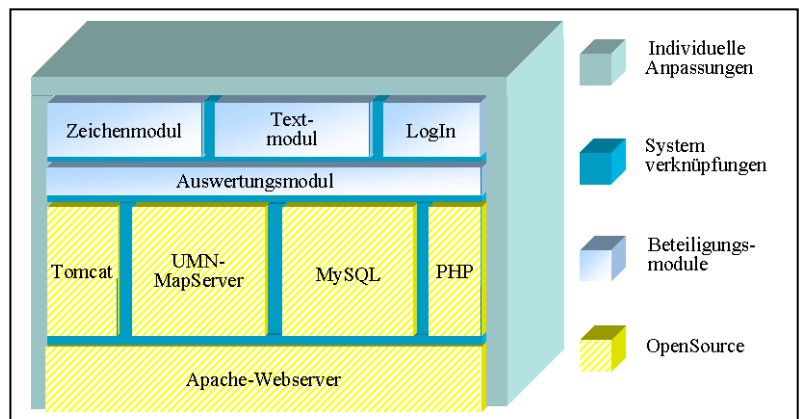 Zeichenmodul
Text-
modul
LogIn
Auswertungsmodul
Tomcat
UMN-
MapServer
MySQL
PHP
Apache-Webserver
Individuelle
Anpassungen
System
verknüpfungen
Beteiligungs-
module
OpenSource